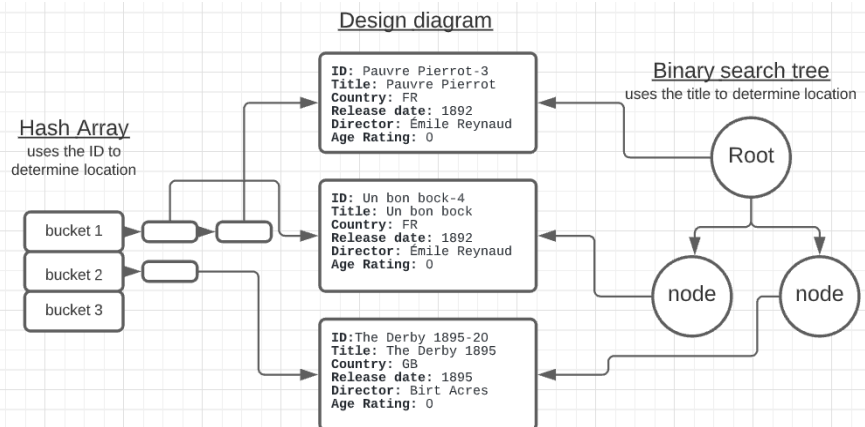 Design diagram
Hash Array
uses the ID to
determine location
bucket 1
bucket 2
bucket 3
ID: Pauvre Pierrot-3
Title: Pauvre Pierrot
Country: FR
Release date: 1892
Director: Émile Reynaud
Age Rating: 0
ID: Un bon bock-4
Title: Un bon bock
Country: FR
Release date: 1892
Director: Émile Reynaud
Age Rating: 0
ID:The Derby 1895-20
Title: The Derby 1895
Country: GB
Release date: 1895
Director: Birt Acres
Age Rating: 0
Binary search tree
uses the title to determine location
Root
node
node